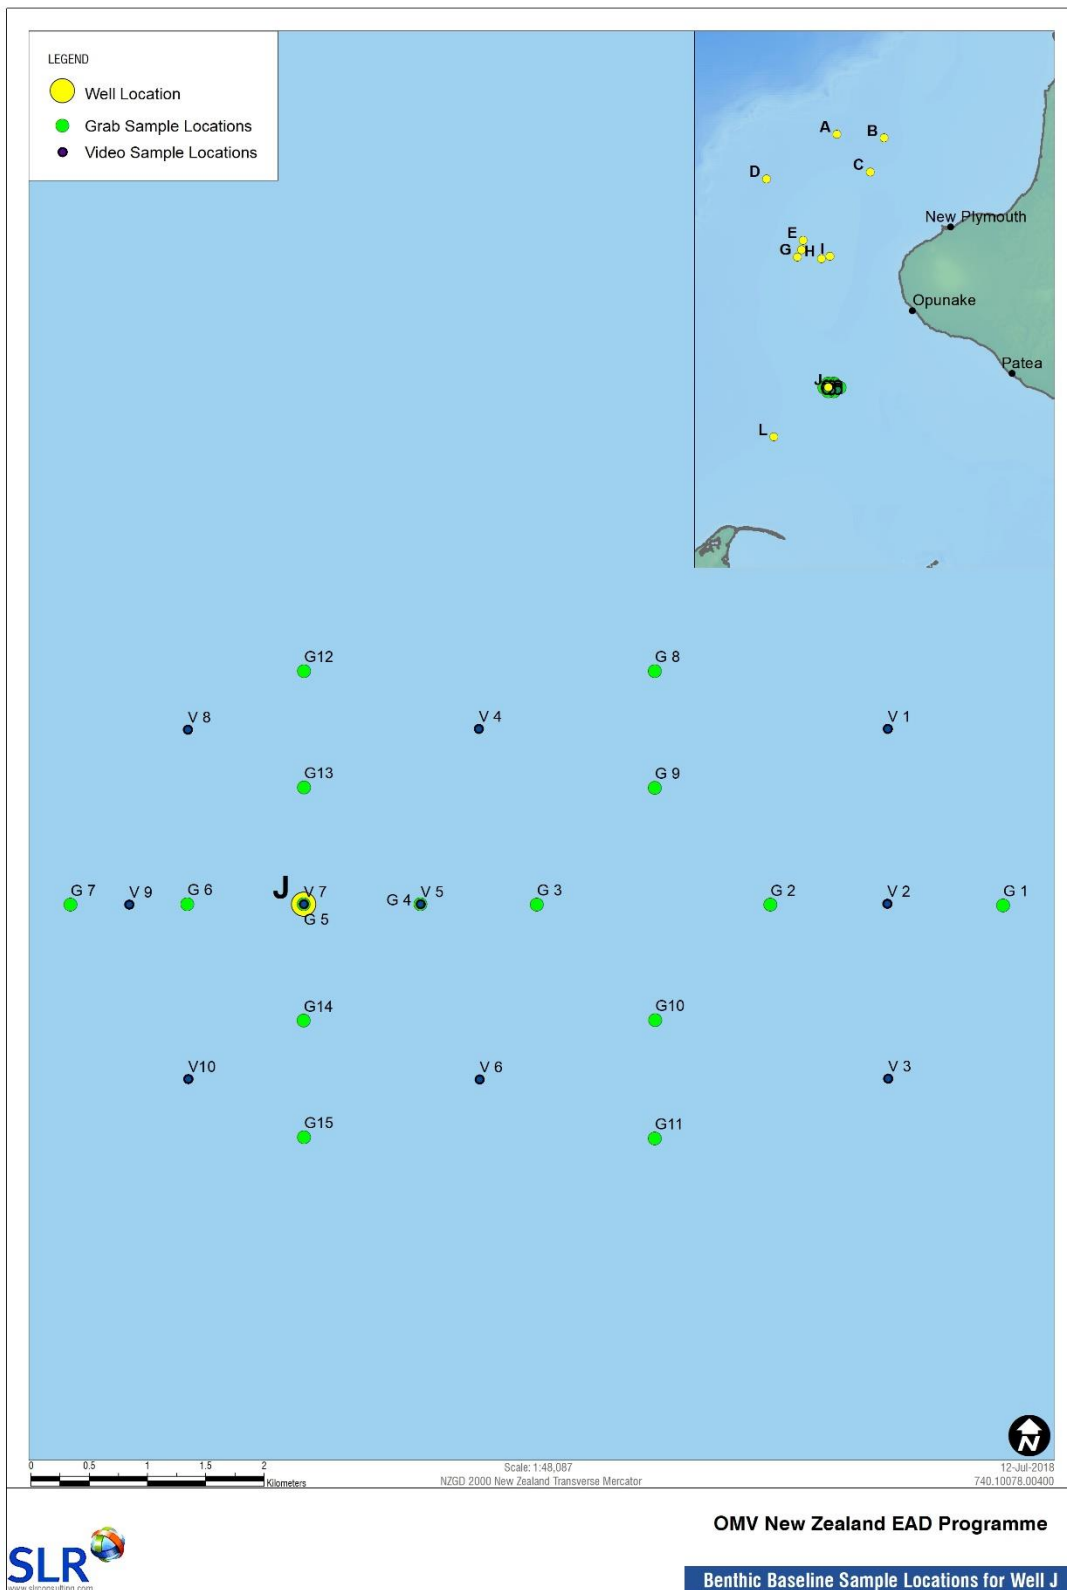 LEGEND
Well Location
Grab Sample Locations
Video Sample Locations
A
B
C
D
New Plymouth
E
G
H
I
Opunake
Patea
J
L
G12
G 8
V 8
V 4
V 1
G13
G 9
J
G 7
V 9
G 6
V 7
G 5
G 4
V 5
G 3
G 2
V 2
G 1
G14
G10
V10
V 6
V 3
G15
G11
N
0 0.5 1 1.5 2
Kilometers
Scale: 1:48,087
NZGD 2000 New Zealand Transverse Mercator
12-Jul-2018
740.10078.00400
OMV New Zealand EAD Programme
SLR
www.slrconsulting.com
Benthic Baseline Sample Locations for Well J